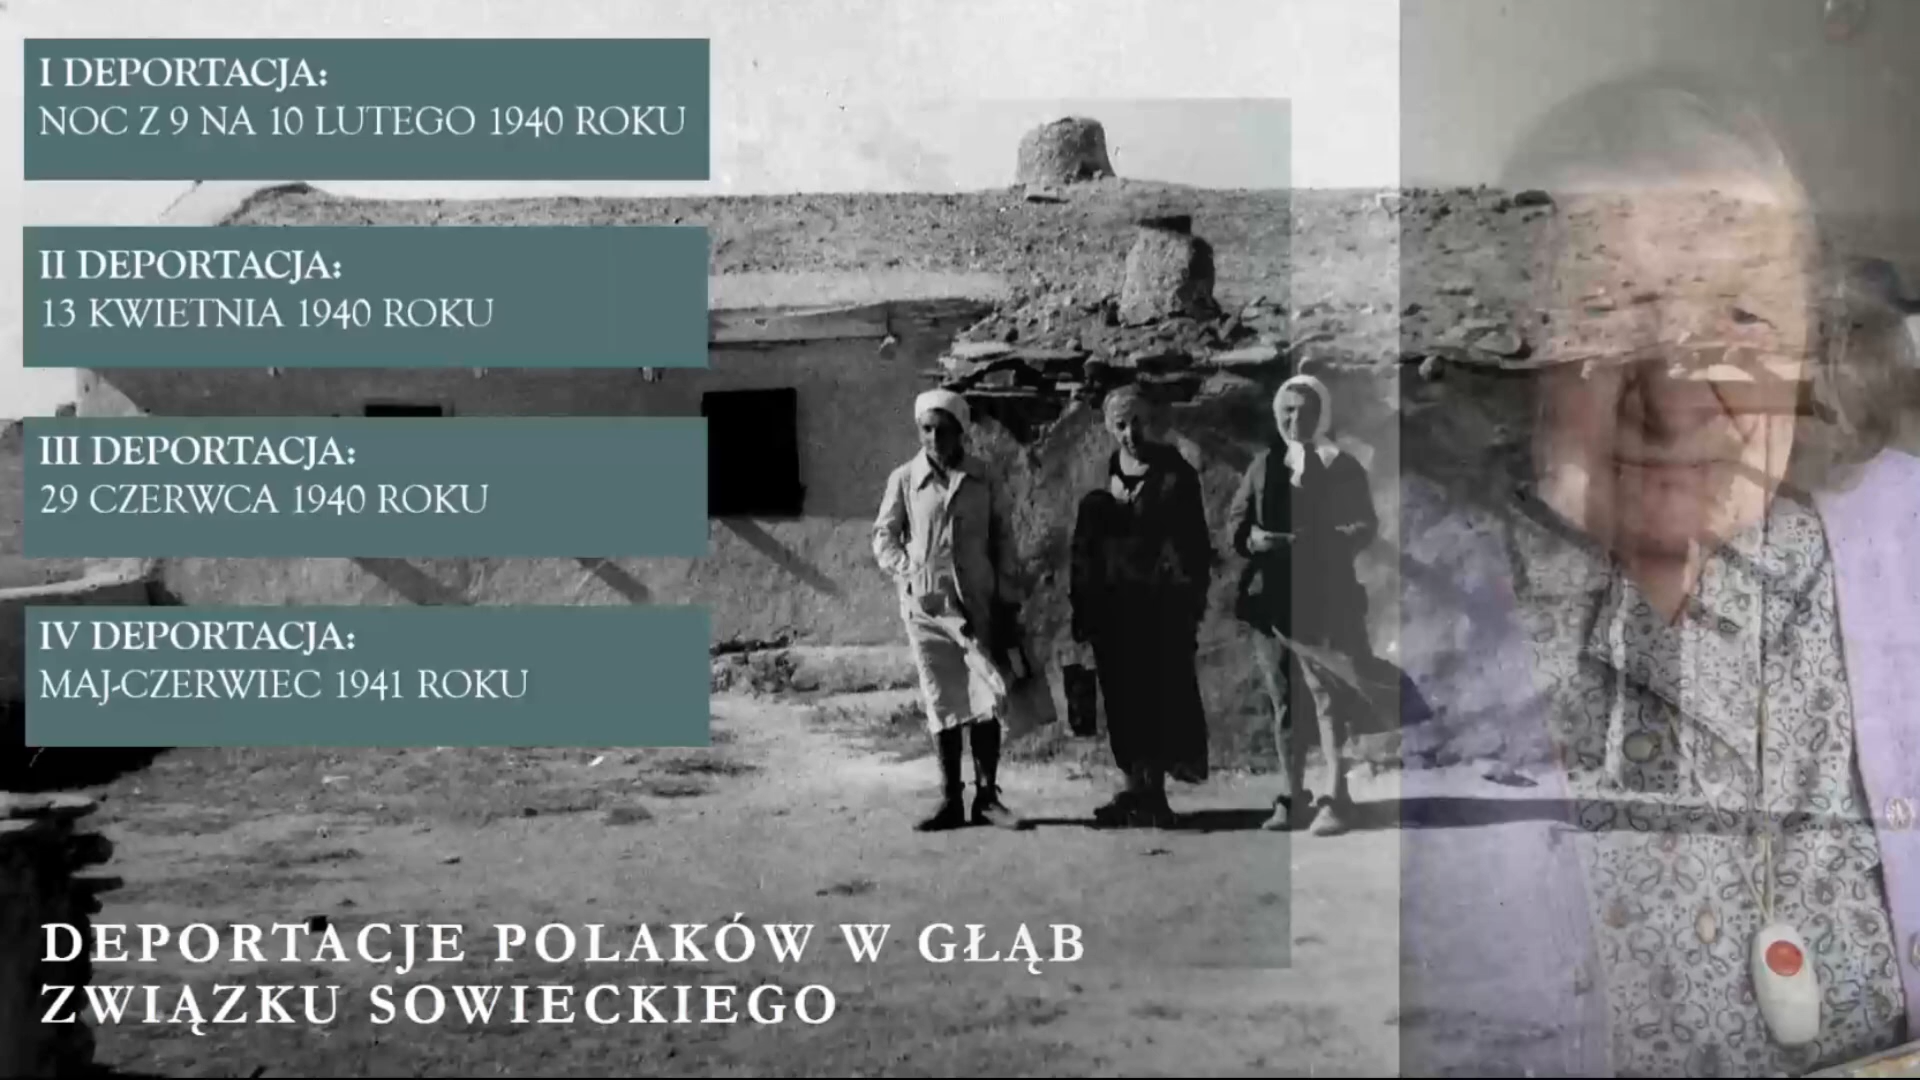 I DEPORTACJA:
NOC Z 9 NA 10 LUTEGO 1940 ROKU
II DEPORTACJA:
13 KWIETNIA 1940 ROKU
III DEPORTACJA:
29 CZERWCA 1940 ROKU
IV DEPORTACJA:
MAJ-CZERWIEC 1941 ROKU
DEPORTACJE POLAKÓW W GŁĄB
ZWIĄZKU SOWIECKIEGO